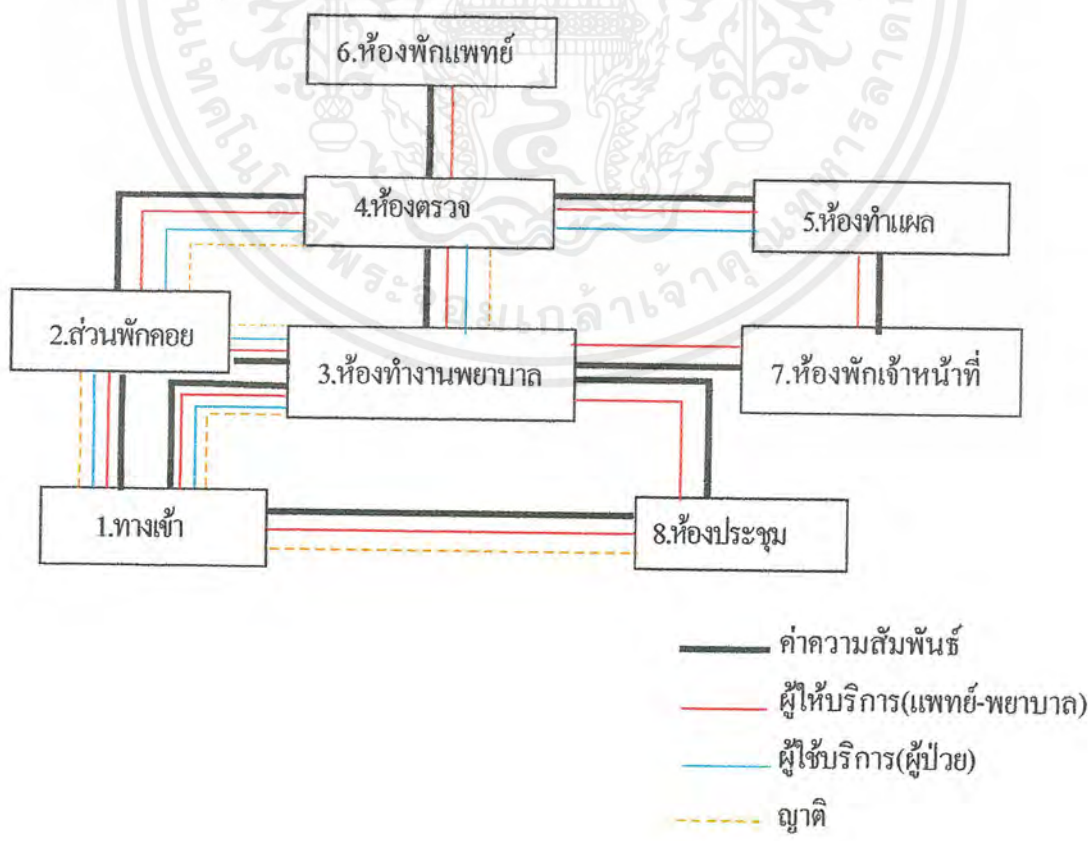 6.ห้องพักแพทย์
4.ห้องตรวจ
5.ห้องทำแผล
2.ส่วนพักคอย
3.ห้องทำงานพยาบาล
7.ห้องพักเจ้าหน้าที่
1.ทางเข้า
8.ห้องประชุม
ค่าความสัมพันธ์
ผู้ให้บริการ(แพทย์-พยาบาล)
ผู้ใช้บริการ(ผู้ป่วย)
ญาติ